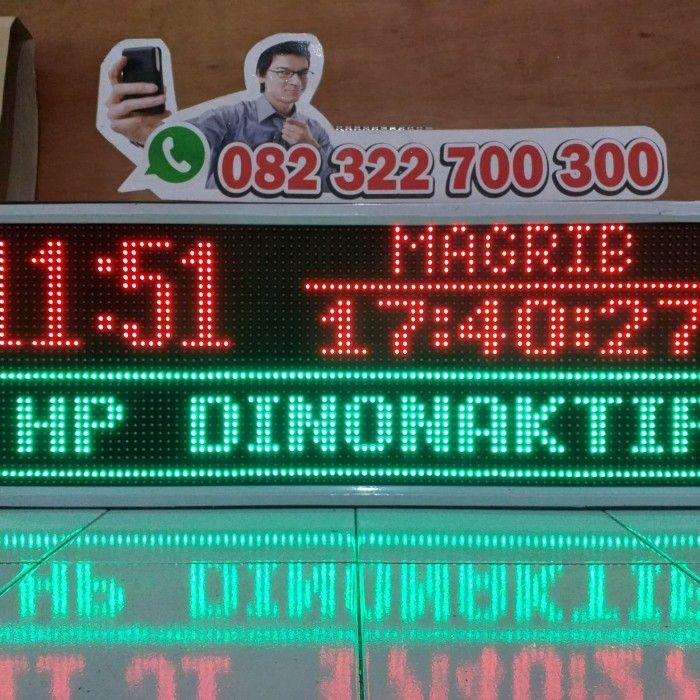 082 322 700 300
11:51
MAGRIB
17:40:27
HP DINONAKTIF